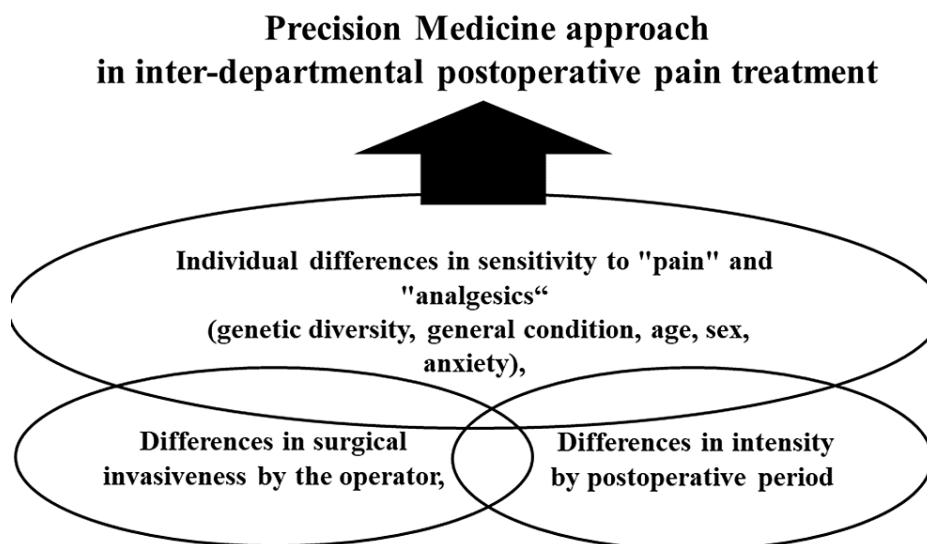 Precision Medicine approach
in inter-departmental postoperative pain treatment
Individual differences in sensitivity to "pain" and
"analgesics“
(genetic diversity, general condition, age, sex,
anxiety),
Differences in surgical
invasiveness by the operator,
Differences in intensity
by postoperative period